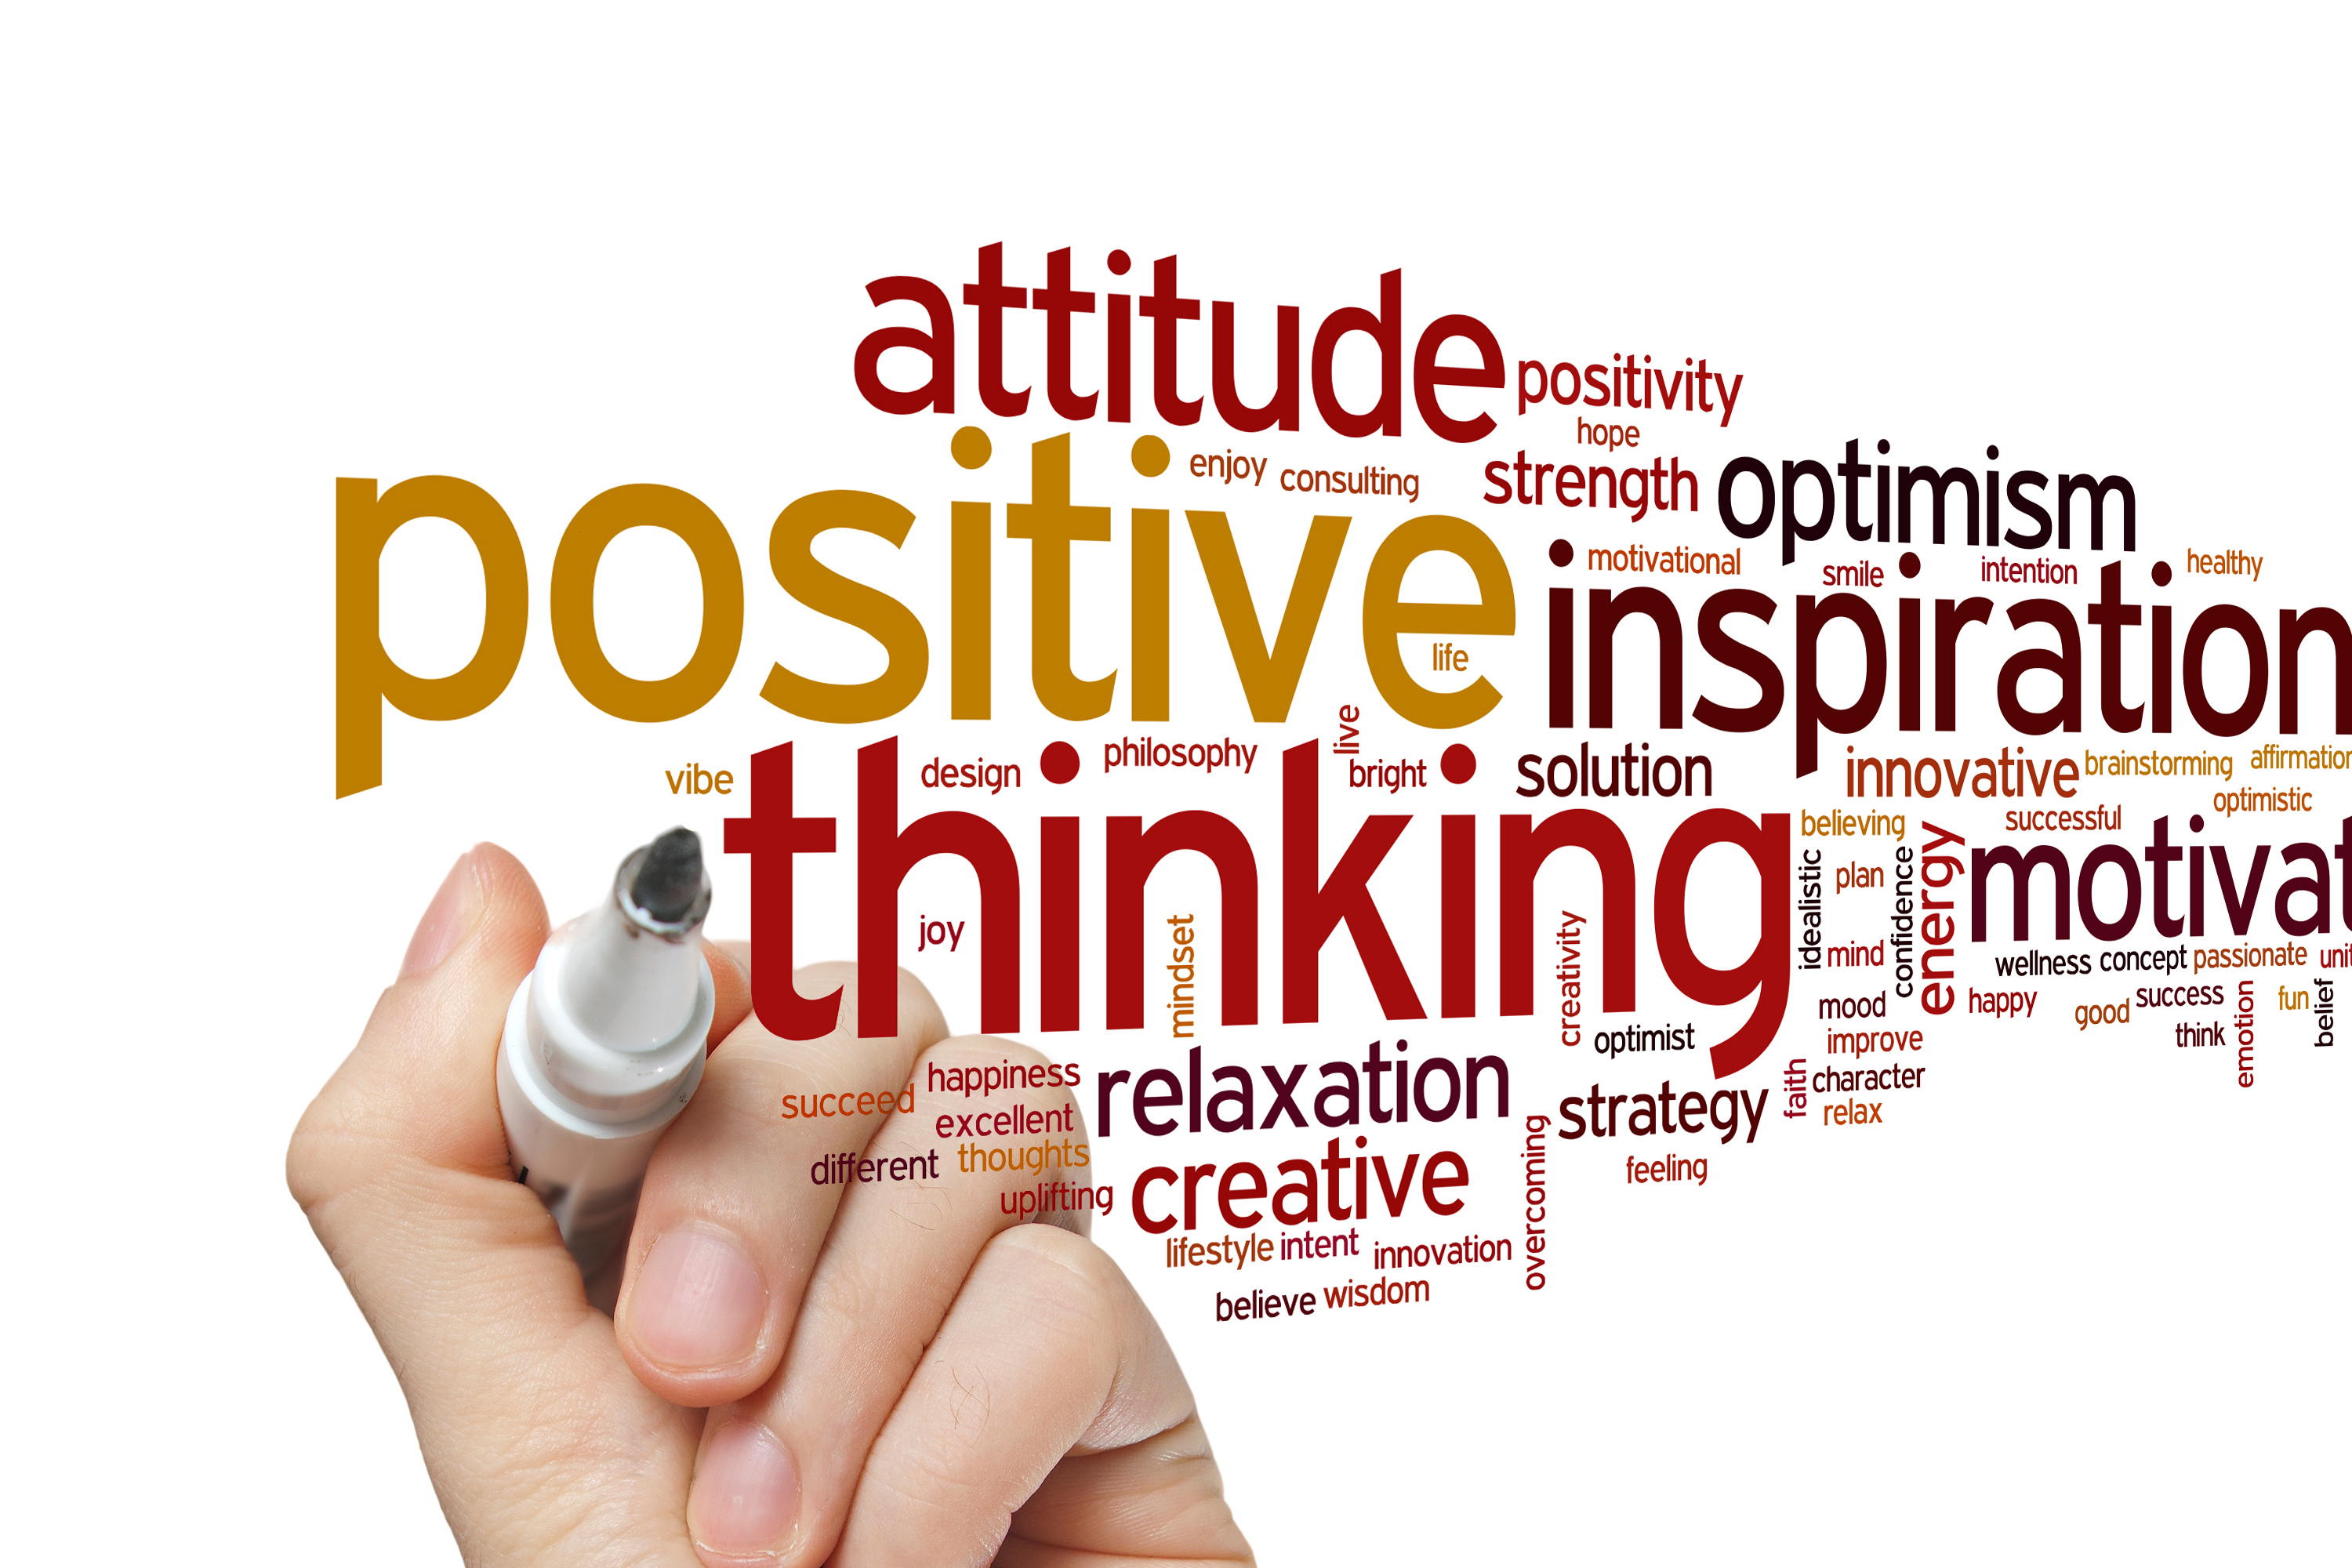 attitude
positivity
hope
enjoy consulting
strength
optimism
positive
motivational
smile
intention
healthy
inspiration
life
live
vibe
design
philosophy
bright
solution
innovative
brainstorming
affirmation
optimistic
successful
believing
thinking
joy
mindset
creativity
idealistic
plan
mind
confidence
energy
motivat
wellness concept passionate unit
mood
happy
good success
fun
belief
think
emotion
optimist
improve
faith
character
relax
happiness
succeed
excellent
relaxation
strategy
different thoughts
uplifting
creative
overcoming
feeling
lifestyle intent innovation
believe wisdom